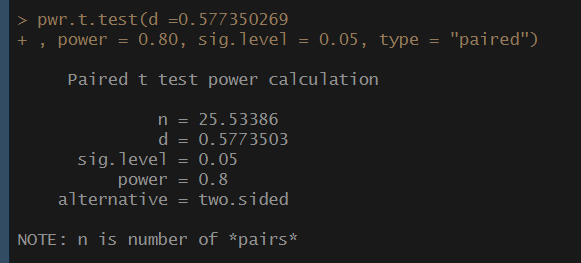 > pwr.t.test(d =0.577350269
+ , power = 0.80, sig.level = 0.05, type = "paired")
Paired t test power calculation
n = 25.53386
d = 0.5773503
sig.level = 0.05
power = 0.8
alternative = two.sided
NOTE: n is number of *pairs*